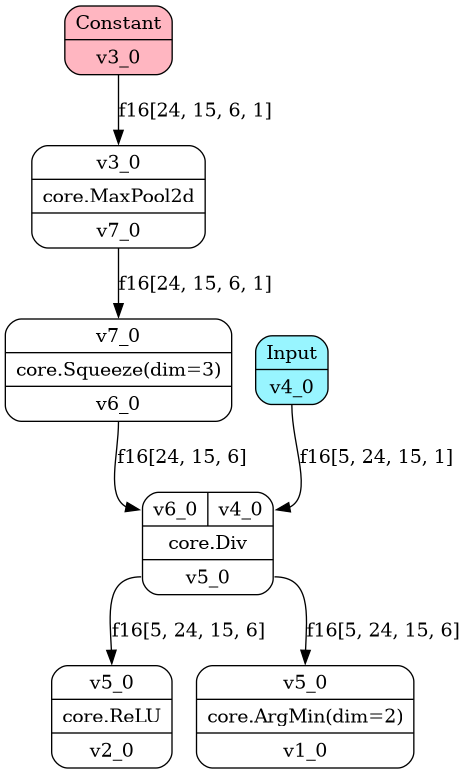 Constant
v3_0
f16[24, 15, 6, 1]
v3_0
core.MaxPool2d
v7_0
f16[24, 15, 6, 1]
v7_0
core.Squeeze(dim=3)
v6_0
Input
v4_0
f16[24, 15, 6]
f16[5, 24, 15, 1]
v6_0 v4_0
core.Div
v5_0
f16[5, 24, 15, 6]
f16[5, 24, 15, 6]
v5_0
core.ReLU
v2_0
v5_0
core.ArgMin(dim=2)
v1_0